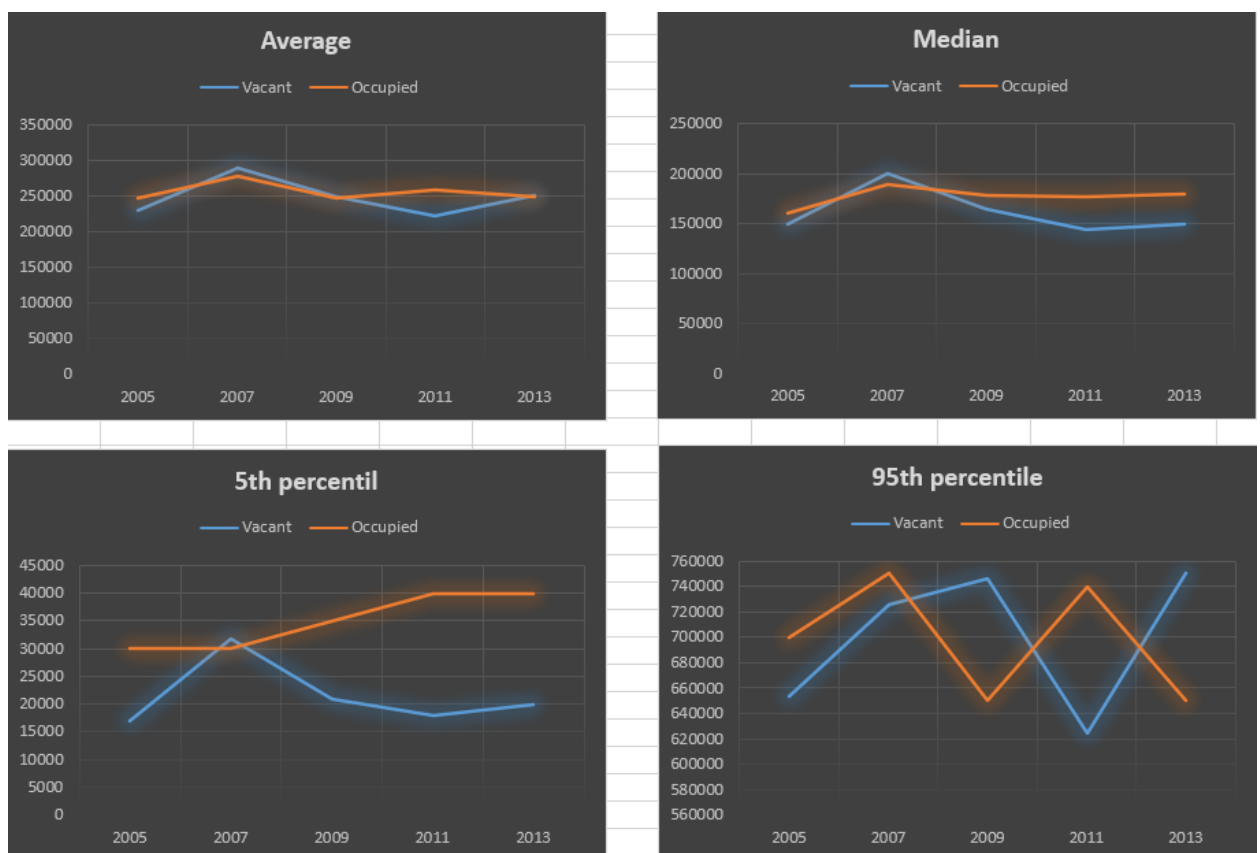 Average
Vacant Occupied
350000
300000
250000
200000
150000
100000
50000
0
2005 2007 2009 2011 2013
Median
Vacant Occupied
250000
200000
150000
100000
50000
0
2005 2007 2009 2011 2013
5th percentil
Vacant Occupied
45000
40000
35000
30000
25000
20000
15000
10000
5000
0
2005 2007 2009 2011 2013
95th percentile
Vacant Occupied
760000
740000
720000
700000
680000
660000
640000
620000
600000
580000
560000
2005 2007 2009 2011 2013